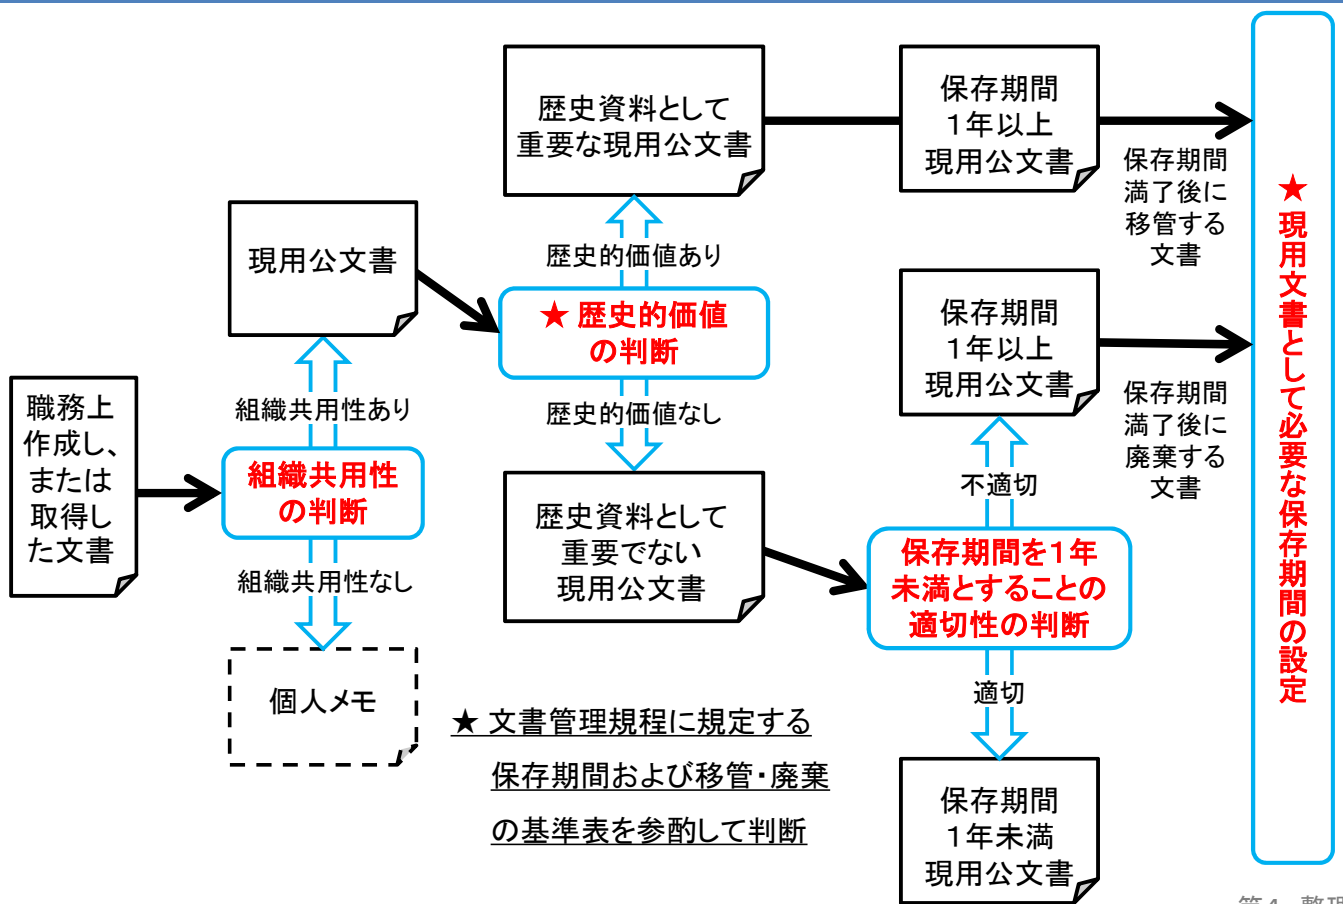 職務上
作成し、
または
取得し
た文書
現用公文書
組織共用性あり
組織共用性
の判断
組織共用性なし
個人メモ
歴史資料として
重要な現用公文書
歴史的価値あり
★ 歴史的価値
の判断
歴史的価値なし
歴史資料として
重要でない
現用公文書
保存期間
1年以上
現用公文書
保存期間
満了後に
移管する
文書
保存期間
1年以上
現用公文書
保存期間
満了後に
廃棄する
文書
不適切
保存期間を1年
未満とすることの
適切性の判断
適切
保存期間
1年未満
現用公文書
★現用文書として必要な保存期間の設定
★ 文書管理規程に規定する
保存期間および移管・廃棄
の基準表を参酌して判断